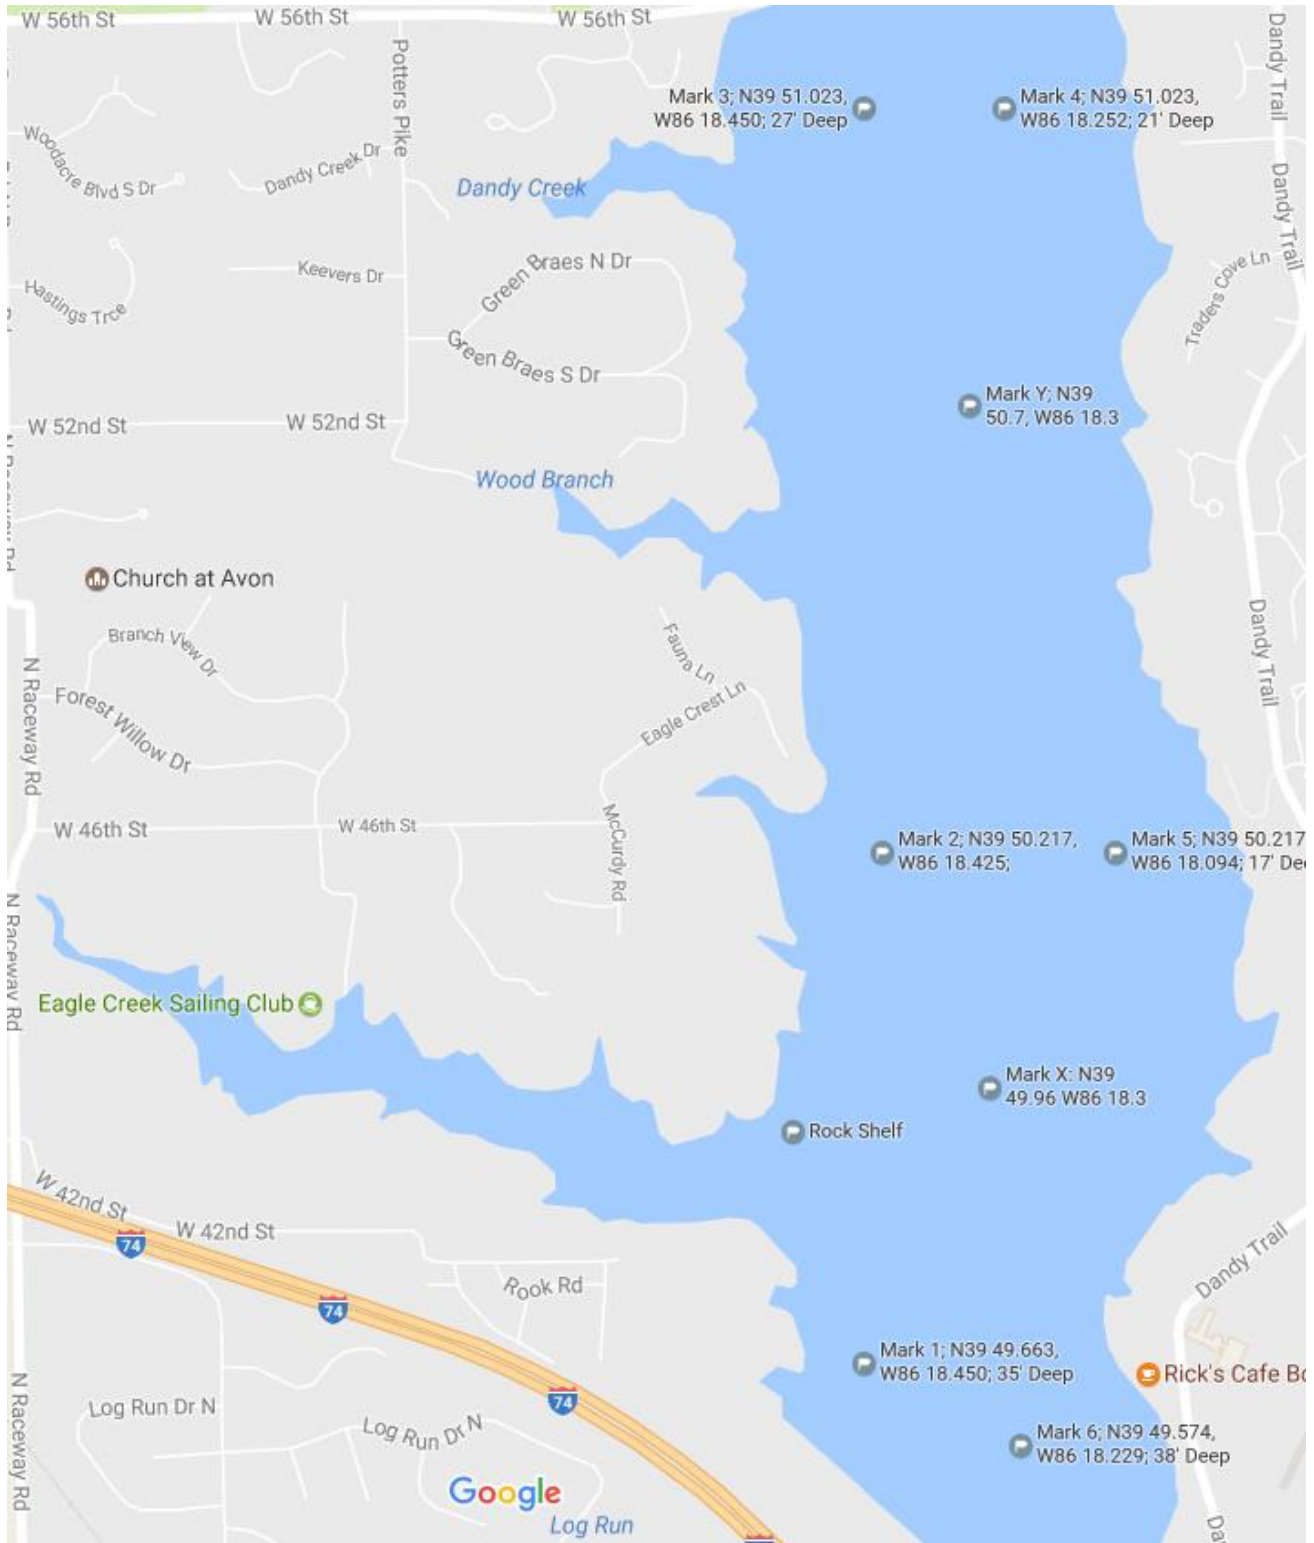 W 56th St
W 56th St
W 56th St
Dandy Trail
Potters Pike
Mark 3; N39 51.023,
W86 18.450; 27' Deep
Mark 4; N39 51.023,
W86 18.252; 21' Deep
Woodacre Blvd S Dr
Dandy Creek Dr
Dandy Creek
Dandy Trail
Green Braes N Dr
Keevers Dr
Hastings Trce
Traders Cove Ln
Green Braes S Dr
Mark Y; N39
50.7, W86 18.3
W 52nd St
W 52nd St
Wood Branch
Church at Avon
Dandy Trail
Branch View Dr
Fauna Ln
N Raceway Rd
Forest Willow Dr
Eagle Crest Ln
W 46th St
W 46th St
McCurdy Rd
Mark 2; N39 50.217,
W86 18.425;
Mark 5; N39 50.217
W86 18.094; 17' Dee
N Raceway Rd
Eagle Creek Sailing Club
Mark X: N39
49.96 W86 18.3
Rock Shelf
W 42nd St
W 42nd St
74
Dandy Trail
Rook Rd
74
Mark 1; N39 49.663,
W86 18.450; 35' Deep
Rick's Cafe Bo
N Raceway Rd
74
Log Run Dr N
Log Run Dr N
Mark 6; N39 49.574,
W86 18.229; 38' Deep
Google
Log Run
Da